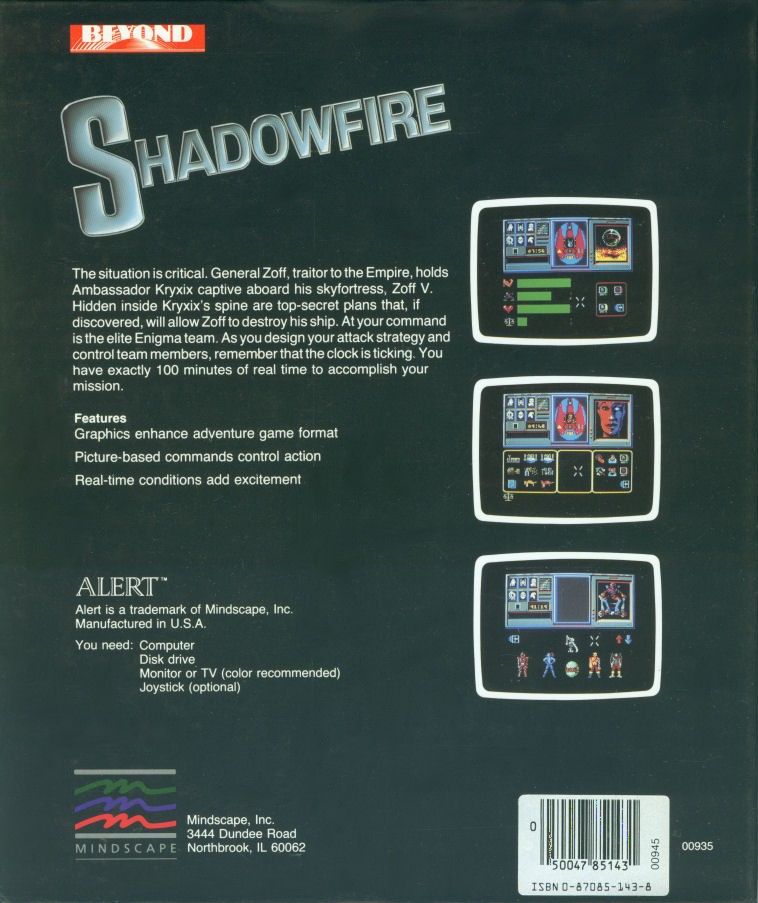 BEYOND
SHADOWFIRE
The situation is critical. General Zoff, traitor to the Empire, holds
Ambassador Kryxix captive aboard his skyfortress, Zoff V.
Hidden inside Kryxix's spine are top-secret plans that, if
discovered, will allow Zoff to destroy his ship. At your command
is the elite Enigma team. As you design your attack strategy and
control team members, remember that the clock is ticking. You
have exactly 100 minutes of real time to accomplish your
mission.
Features
Graphics enhance adventure game format
Picture-based commands control action
Real-time conditions add excitement
ALERT™
Alert is a trademark of Mindscape, Inc.
Manufactured in U.S.A.
You need: Computer
Disk drive
Monitor or TV (color recommended)
Joystick (optional)
MINDSCAPE
Mindscape, Inc.
3444 Dundee Road
Northbrook, IL 60062
0
50047 85143
00945
ISBN 0-87085-143-8
00935